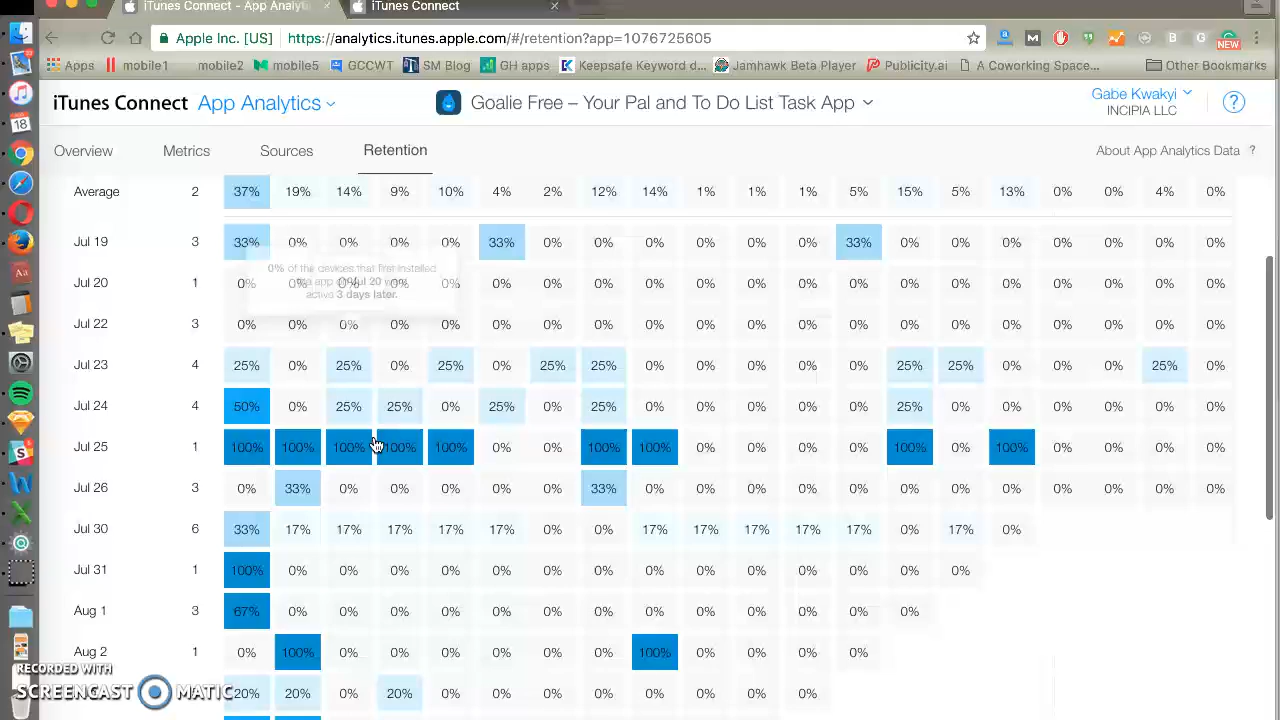 iTunes Connect - App Analyti × iTunes Connect ×
Apple Inc. [US] https://analytics.itunes.apple.com/#/retention?app=1076725605 NEW
Apps mobile1 mobile2 mobile5 GCCWT SM Blog GH apps Keepsafe Keyword d... Jarrahawk Beta Player Publicity.ai A Coworking Space... Other Bookmarks
iTunes Connect App Analytics Goalie Free – Your Pal and To Do List Task App Gabe Kwakyi ?
INCIPIA LLC
Overview Metrics Sources Retention About App Analytics Data ?
Average 2 37% 19% 14% 9% 10% 4% 2% 12% 14% 1% 1% 1% 5% 15% 5% 13% 0% 0% 4% 0%
Jul 19 3 33% 0% 0% 0% 0% 33% 0% 0% 0% 0% 0% 0% 33% 0% 0% 0% 0% 0% 0% 0%
0% of the devices that first installed
Jul 20 1 0% 0% 0% 0% 0% 0% 0% 0% 0% 0% 0% 0% 0% 0% 0% 0% 0% 0% 0% 0%
app Jul 20
active 3 days later.
Jul 22 3 0% 0% 0% 0% 0% 0% 0% 0% 0% 0% 0% 0% 0% 0% 0% 0% 0% 0% 0% 0%
Jul 23 4 25% 0% 25% 0% 25% 0% 25% 25% 0% 0% 0% 0% 0% 25% 25% 0% 0% 0% 25% 0%
Jul 24 4 50% 0% 25% 25% 0% 25% 0% 25% 0% 0% 0% 0% 0% 25% 0% 0% 0% 0% 0% 0%
Jul 25 1 100% 100% 100% 100% 100% 0% 0% 100% 100% 0% 0% 0% 0% 100% 0% 100% 0% 0% 0% 0%
Jul 26 3 0% 33% 0% 0% 0% 0% 0% 33% 0% 0% 0% 0% 0% 0% 0% 0% 0% 0% 0% 0%
Jul 30 6 33% 17% 17% 17% 17% 17% 0% 0% 17% 17% 17% 17% 17% 0% 17% 0%
Jul 31 1 100% 0% 0% 0% 0% 0% 0% 0% 0% 0% 0% 0% 0% 0% 0%
Aug 1 3 67% 0% 0% 0% 0% 0% 0% 0% 0% 0% 0% 0% 0% 0%
Aug 2 1 0% 100% 0% 0% 0% 0% 0% 0% 100% 0% 0% 0% 0%
20% 20% 0% 20% 0% 0% 0% 0% 0% 0% 0% 0%
RECORDED WITH
SCREENCAST MATIC
18